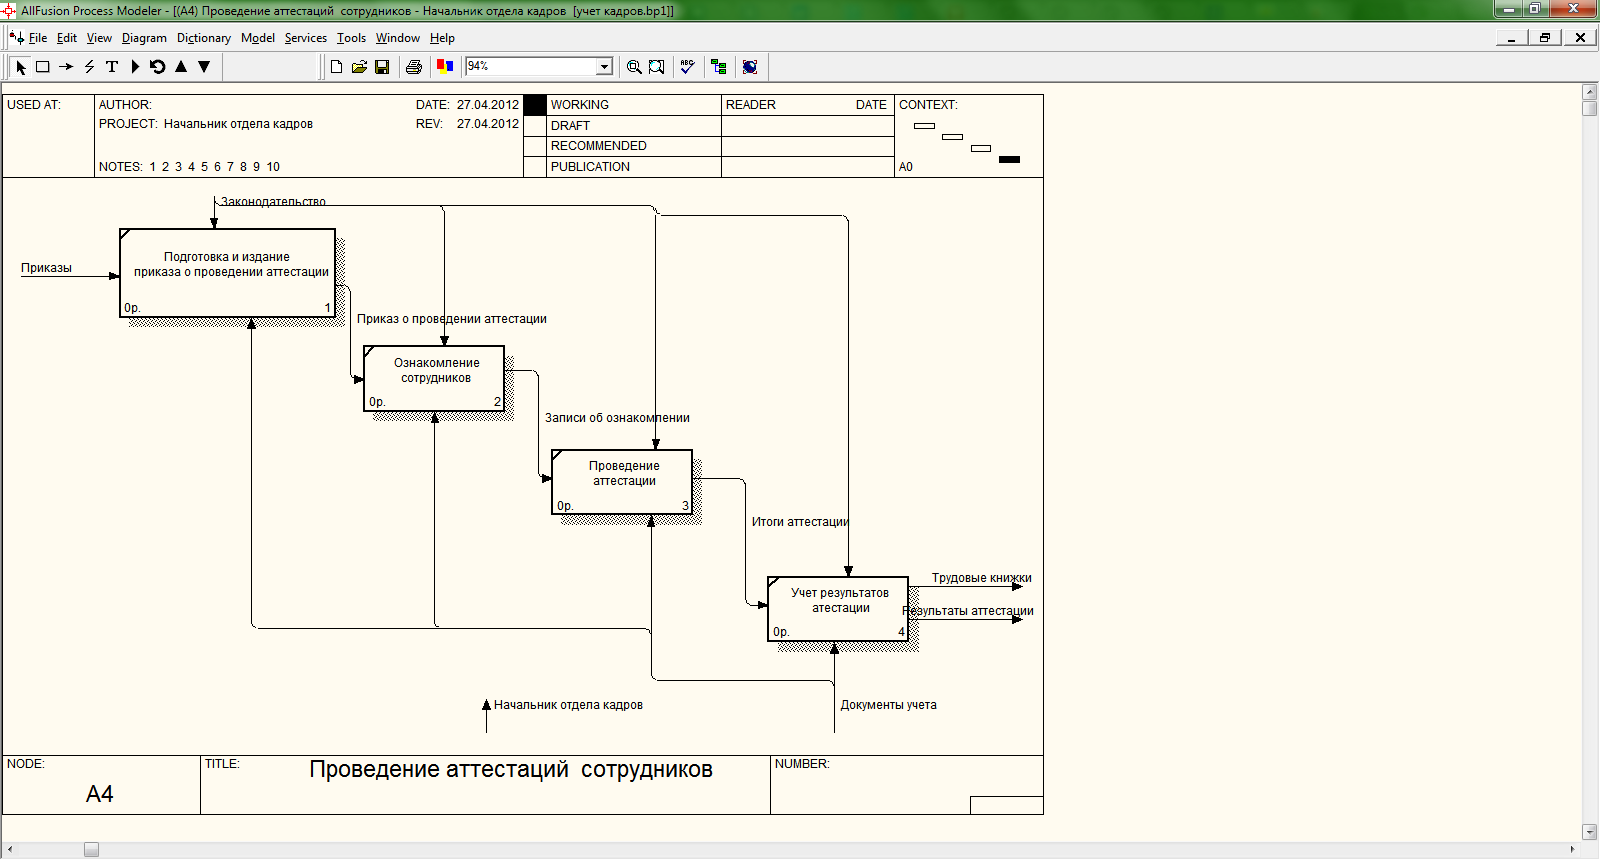 AllFusion Process Modeler - [(A4) Проведение аттестаций  сотрудников - Начальник отдела кадров  [учет кадров.bp1]]
File Edit View Diagram Dictionary Model Services Tools Window Help
94%
USED AT:
AUTHOR:
DATE: 27.04.2012
PROJECT: Начальник отдела кадров
REV: 27.04.2012
NOTES: 1 2 3 4 5 6 7 8 9 10
WORKING
DRAFT
RECOMMENDED
PUBLICATION
READER DATE
CONTEXT:
A0
Законодательство
Приказы
Подготовка и издание
приказа о проведении аттестации
0р. 1
Приказ о проведении аттестации
Ознакомление
сотрудников
0р. 2
Записи об ознакомлении
Проведение
аттестации
0р. 3
Итоги аттестации
Учет результатов
атестации
0р. 4
Трудовые книжки
Результаты аттестации
Начальник отдела кадров
Документы учета
NODE:
A4
TITLE:
Проведение аттестаций  сотрудников
NUMBER: